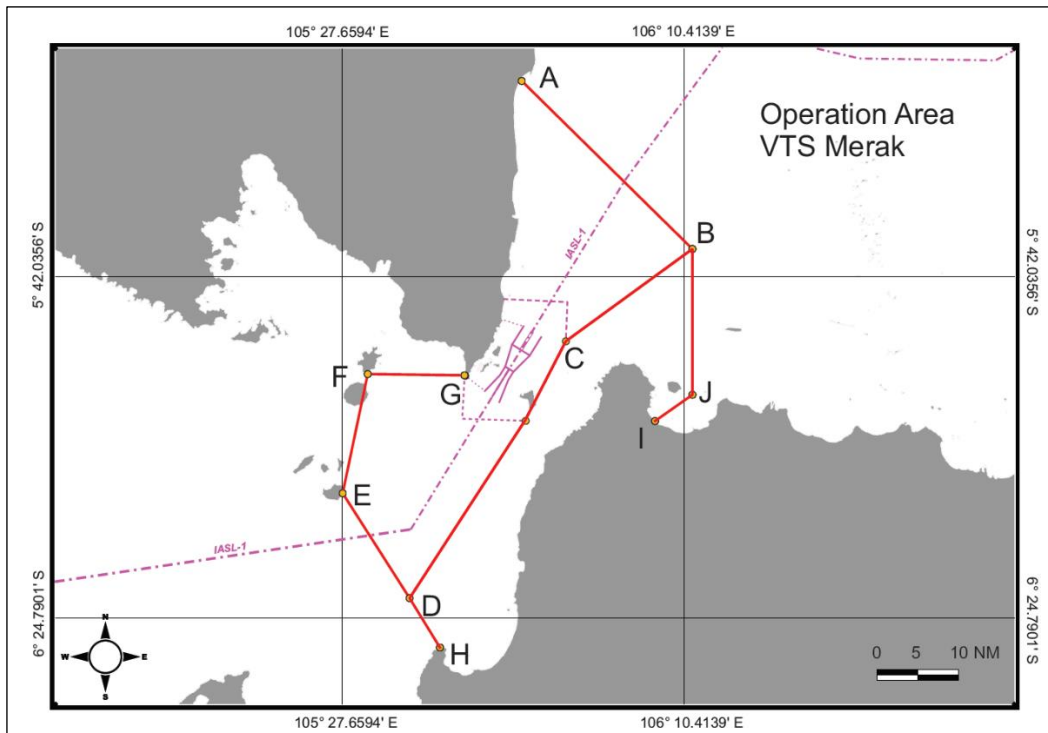 105° 27.6594' E
106° 10.4139' E
A
Operation Area
VTS Merak
B
IASL-1
5° 42.0356' S
5° 42.0356' S
C
F
G
J
I
E
IASL-1
D
6° 24.7901' S
6° 24.7901' S
N
W
E
S
H
0 5 10 NM
105° 27.6594' E
106° 10.4139' E